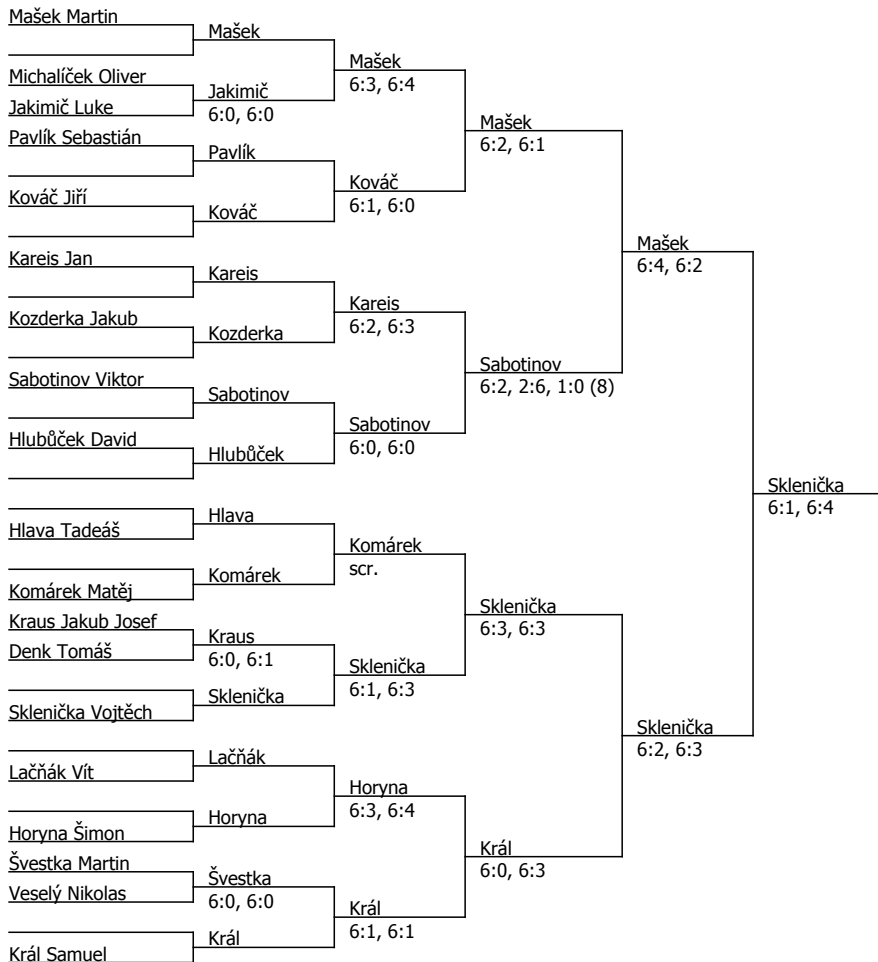 Mašek Martin
Mašek
Mašek
6:3, 6:4
Michalíček Oliver
Jakimič
6:0, 6:0
Jakimič Luke
Mašek
6:2, 6:1
Pavlík Sebastián
Pavlík
Kováč
6:1, 6:0
Kováč Jiří
Kováč
Mašek
6:4, 6:2
Kareis Jan
Kareis
Kareis
6:2, 6:3
Kozderka Jakub
Kozderka
Sabotinov
6:2, 2:6, 1:0 (8)
Sabotinov Viktor
Sabotinov
Sabotinov
6:0, 6:0
Hlubůček David
Hlubůček
Sklenička
6:1, 6:4
Hlava
Hlava Tadeáš
Komárek
scr.
Komárek
Komárek Matěj
Sklenička
6:3, 6:3
Kraus Jakub Josef
Kraus
6:0, 6:1
Denk Tomáš
Sklenička
6:1, 6:3
Sklenička
Sklenička Vojtěch
Sklenička
6:2, 6:3
Lačňák
Lačňák Vít
Horyna
6:3, 6:4
Horyna
Horyna Šimon
Král
6:0, 6:3
Švestka Martin
Švestka
6:0, 6:0
Veselý Nikolas
Král
6:1, 6:1
Král
Král Samuel